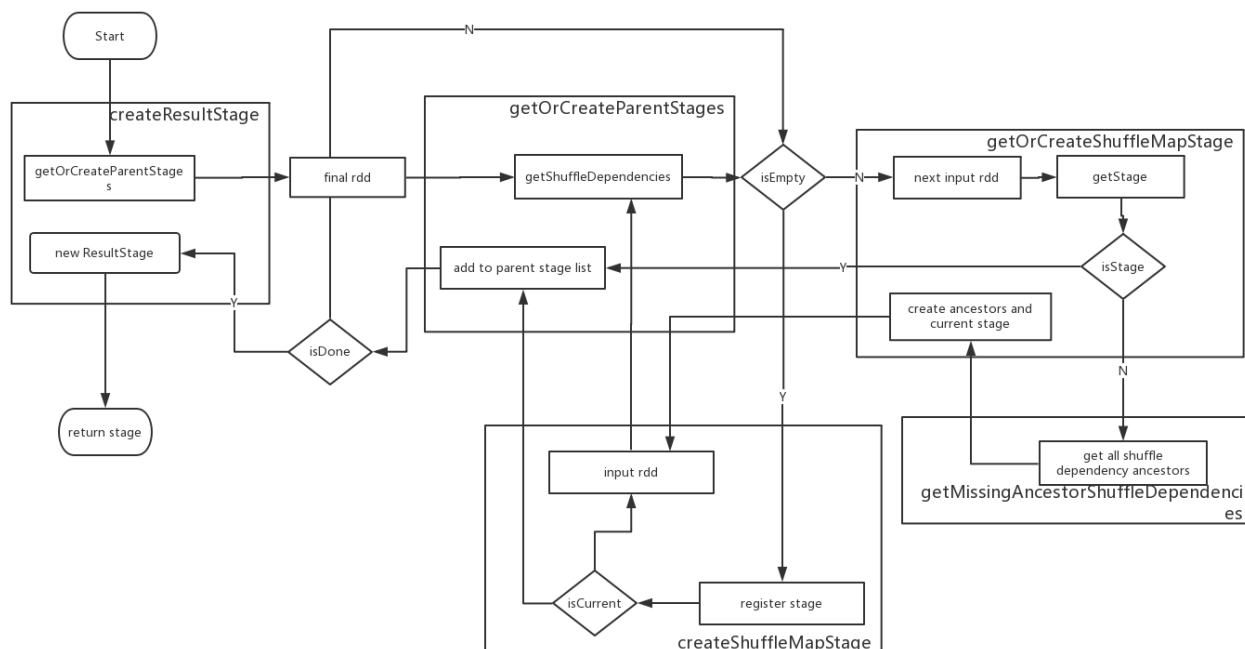 Start
N
createResultStage
getOrCreateParentStages
getOrCreateShuffleMapStage
getOrCreateParentStag
es
final rdd
getShuffleDependencies
isEmpty
N
next input rdd
getStage
new ResultStage
add to parent stage list
Y
isStage
Y
create ancestors and
current stage
isDone
N
Y
return stage
input rdd
get all shuffle
dependency ancestors
getMissingAncestorShuffleDependenci
es
isCurrent
register stage
createShuffleMapStage